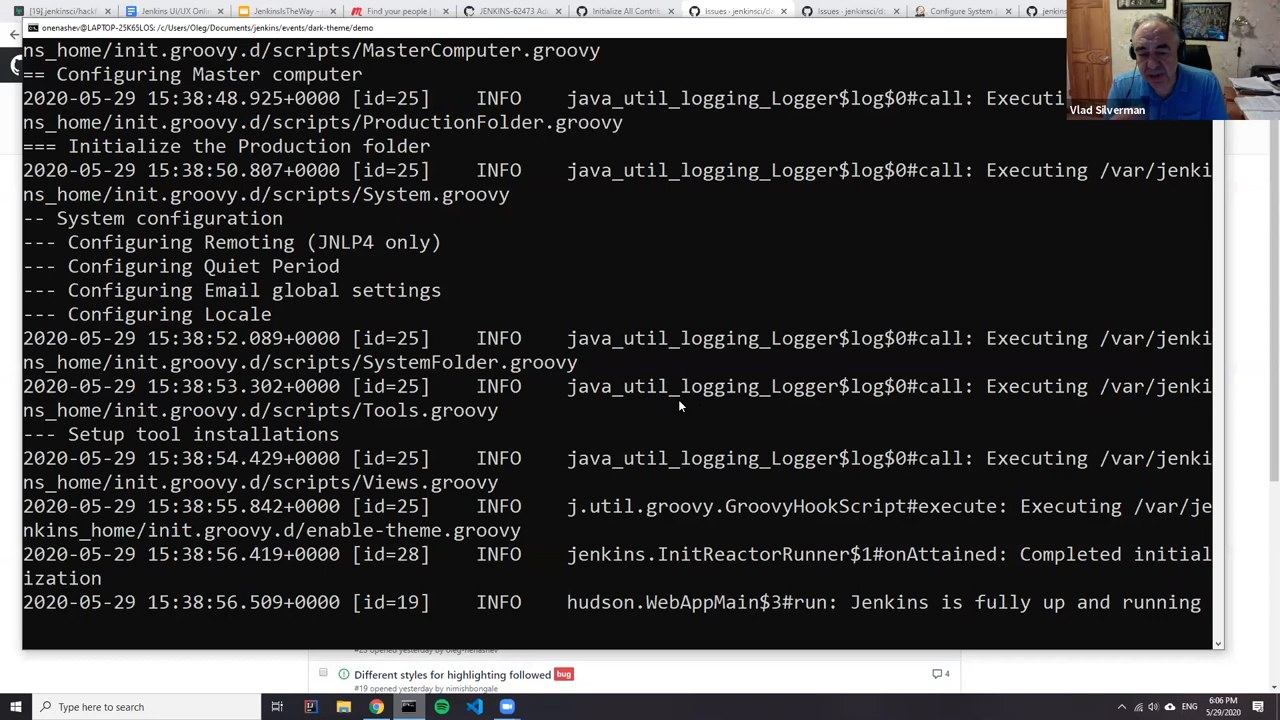 [19] jenkinsci/hackf
Jenkins UI/UX Onlin
JenkinsIsTheWay -
Find your people |
JENKINS-62473 Ad
Initialize All Contrib
Issues · jenkinsci/da
Issues · jenkinsci/da
Configure System [
jenkins
onenashev@LAPTOP-25K65LOS: /c/Users/Oleg/Documents/jenkins/events/dark-theme/demo
ns_home/init.groovy.d/scripts/MasterComputer.groovy
== Configuring Master computer
2020-05-29 15:38:48.925+0000 [id=25] INFO java_util_logging_Logger$log$0#call: Executi
ns_home/init.groovy.d/scripts/ProductionFolder.groovy
=== Initialize the Production folder
2020-05-29 15:38:50.807+0000 [id=25] INFO java_util_logging_Logger$log$0#call: Executing /var/jenki
ns_home/init.groovy.d/scripts/System.groovy
-- System configuration
--- Configuring Remoting (JNLP4 only)
--- Configuring Quiet Period
--- Configuring Email global settings
--- Configuring Locale
2020-05-29 15:38:52.089+0000 [id=25] INFO java_util_logging_Logger$log$0#call: Executing /var/jenki
ns_home/init.groovy.d/scripts/SystemFolder.groovy
2020-05-29 15:38:53.302+0000 [id=25] INFO java_util_logging_Logger$log$0#call: Executing /var/jenki
ns_home/init.groovy.d/scripts/Tools.groovy
--- Setup tool installations
2020-05-29 15:38:54.429+0000 [id=25] INFO java_util_logging_Logger$log$0#call: Executing /var/jenki
ns_home/init.groovy.d/scripts/Views.groovy
2020-05-29 15:38:55.842+0000 [id=25] INFO j.util.groovy.GroovyHookScript#execute: Executing /var/je
nkins_home/init.groovy.d/enable-theme.groovy
2020-05-29 15:38:56.419+0000 [id=28] INFO jenkins.InitReactorRunner$1#onAttained: Completed initial
ization
2020-05-29 15:38:56.509+0000 [id=19] INFO hudson.WebAppMain$3#run: Jenkins is fully up and running
Vlad Silverman
opened yesterday by oleg-nenashev
Different styles for highlighting followed bug 4
#19 opened yesterday by nimishbongale
Type here to search
ENG
6:06 PM
5/29/2020